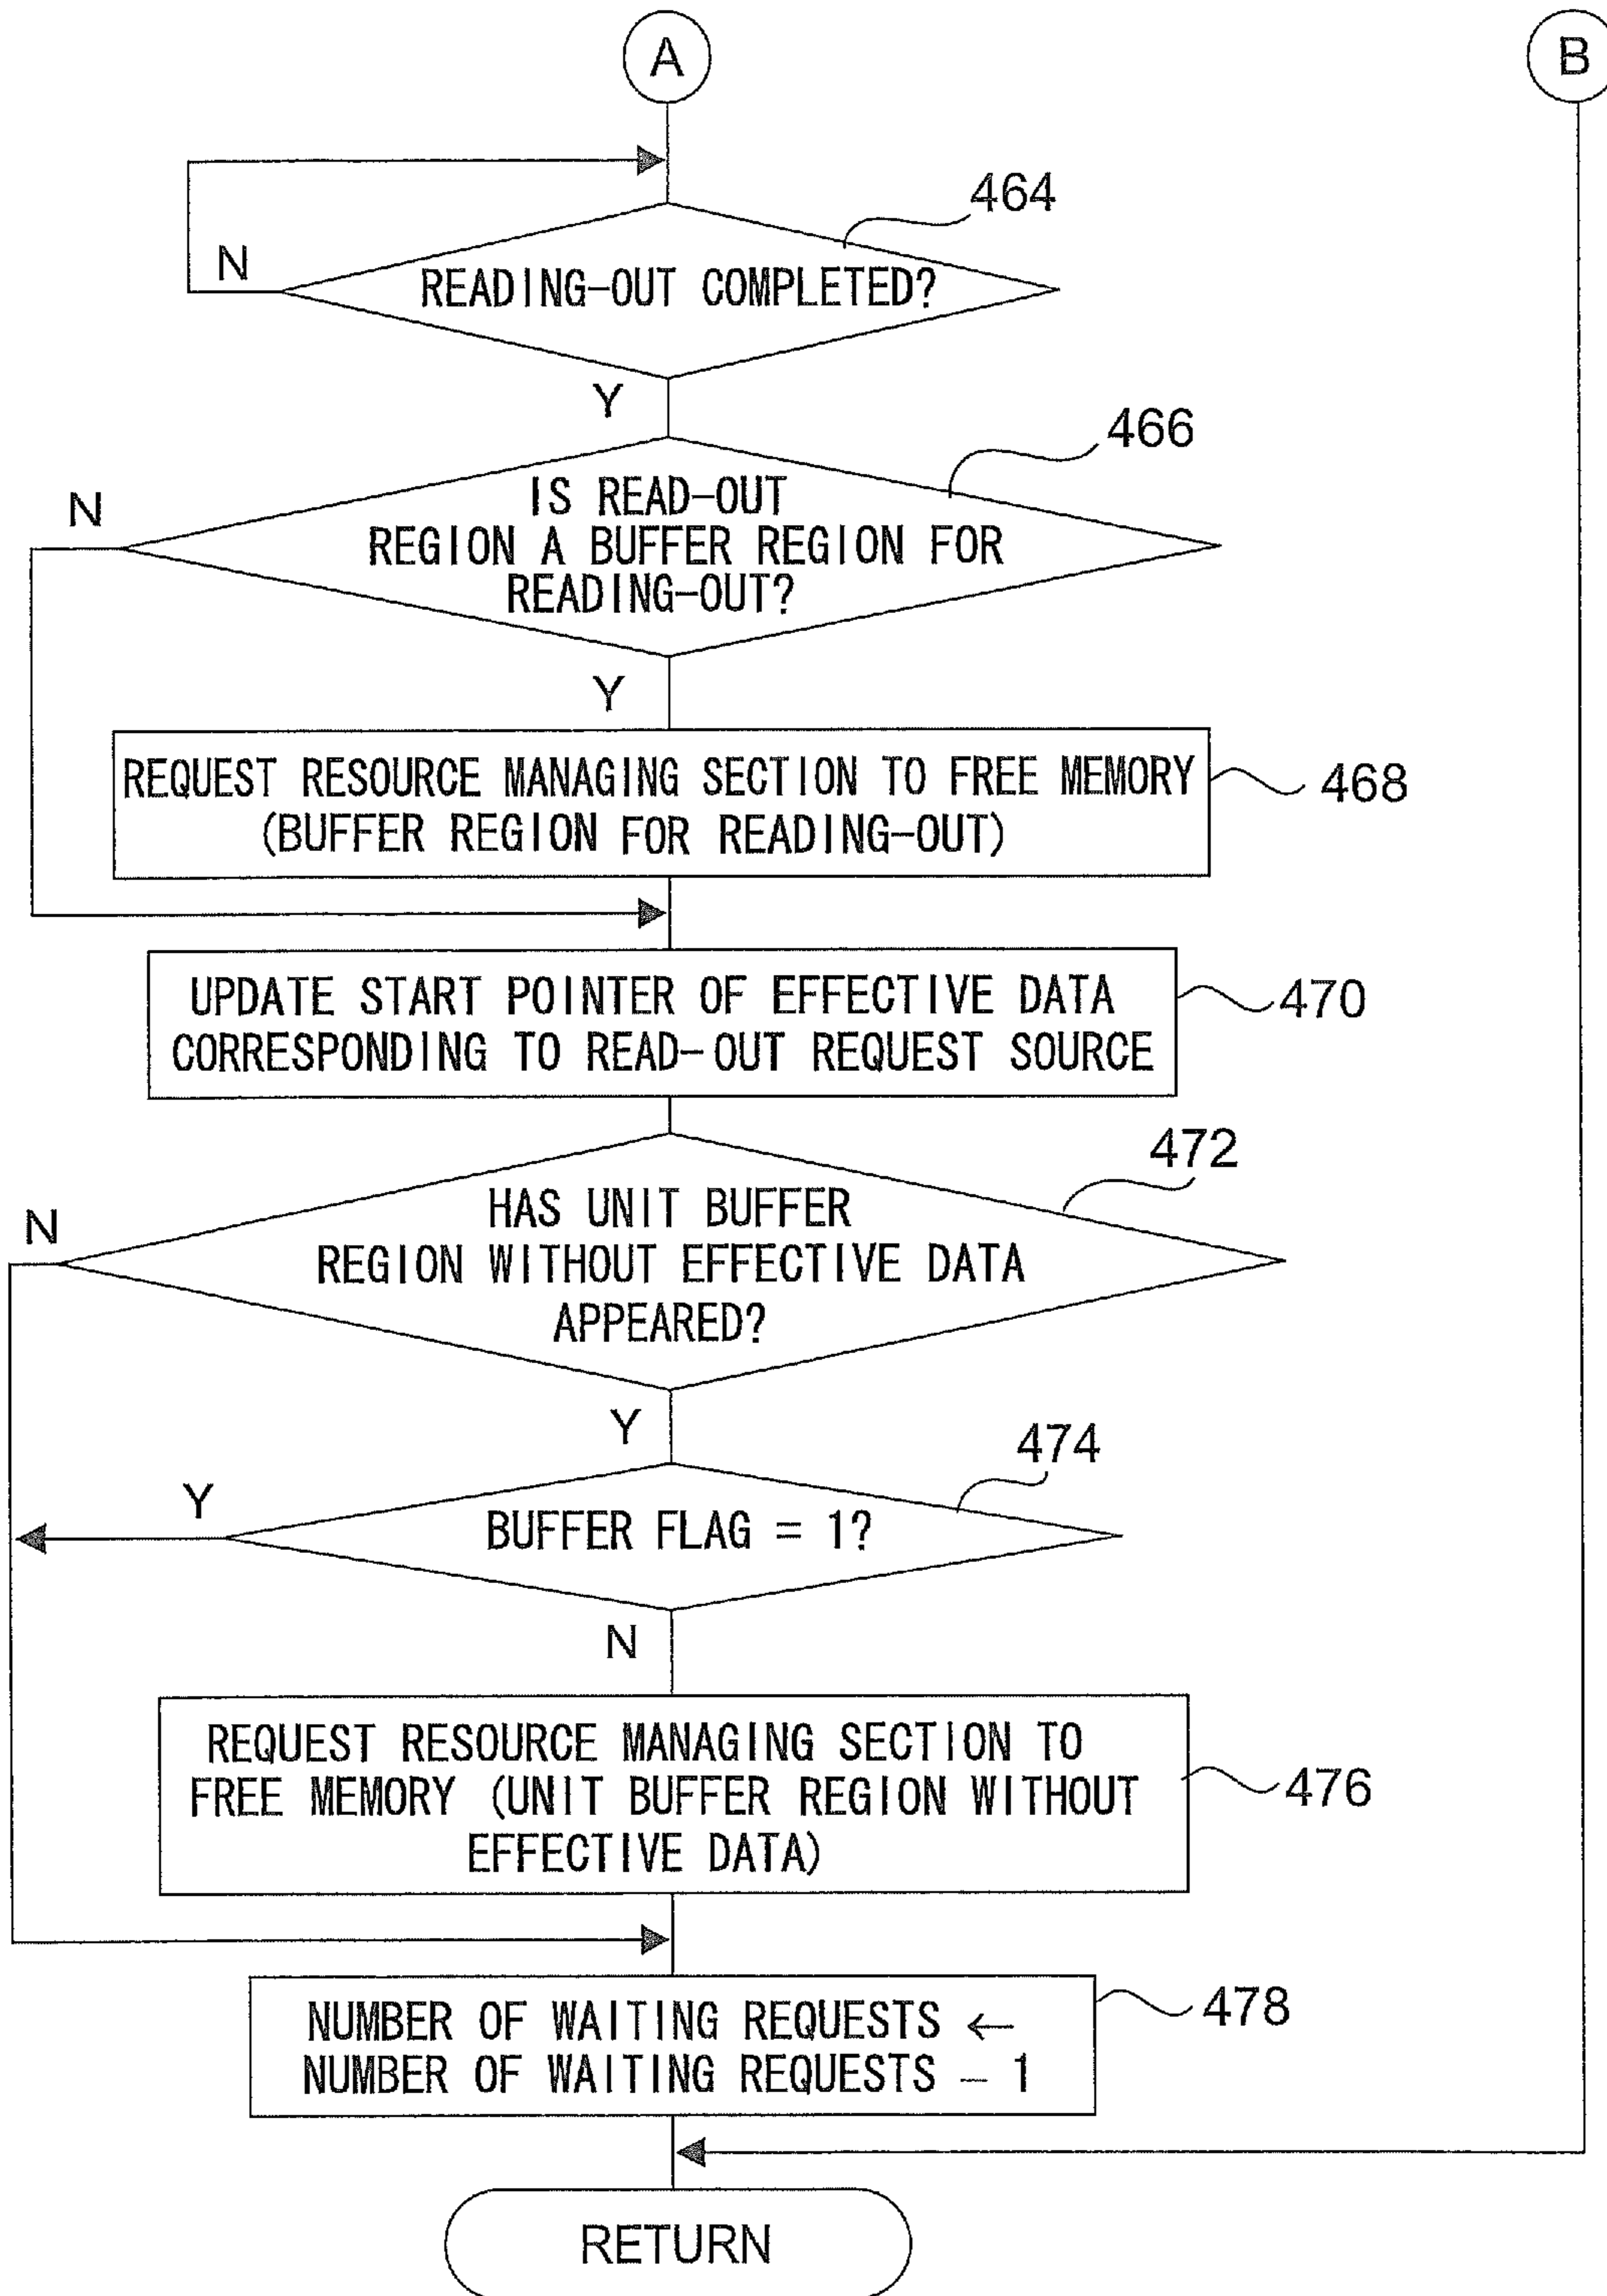 A
B
464
N
READING-OUT COMPLETED?
Y
466
N
IS READ-OUT
REGION A BUFFER REGION FOR
READING-OUT?
Y
REQUEST RESOURCE MANAGING SECTION TO FREE MEMORY
(BUFFER REGION FOR READING-OUT)
468
UPDATE START POINTER OF EFFECTIVE DATA
CORRESPONDING TO READ-OUT REQUEST SOURCE
470
472
N
HAS UNIT BUFFER
REGION WITHOUT EFFECTIVE DATA
APPEARED?
Y
474
Y
BUFFER FLAG = 1?
N
REQUEST RESOURCE MANAGING SECTION TO
FREE MEMORY (UNIT BUFFER REGION WITHOUT
EFFECTIVE DATA)
476
NUMBER OF WAITING REQUESTS ←
NUMBER OF WAITING REQUESTS - 1
478
RETURN